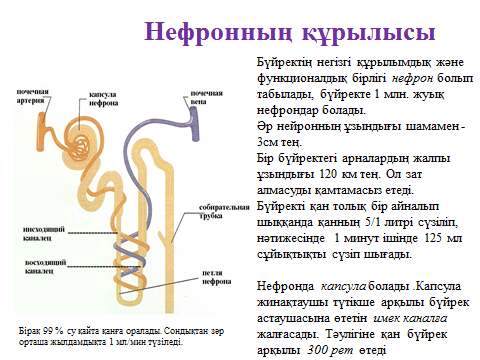 Нефронның құрылысы
почечная
артерия
капсула
нефрона
почечная
вена
собирательная
трубка
нисходящий
каналец
восходящий
каналец
петля
нефрона
Бірақ 99 % су қайта қанға оралады. Сондықтан зәр
орташа жылдамдықта 1 мл/мин түзіледі.
Бүйректің негізгі құрылымдық және
функционалдық бірлігі нефрон болып
табылады, бүйректе 1 млн. жуық
нефрондар болады.
Әр нейронның ұзындығы шамамен -
3см тең.
Бір бүйректегі арналардың жалпы
ұзындығы 120 км тең. Ол зат
алмасуды қамтамасыз етеді.
Бүйректі қан толық бір айналып
шыққанда қанның 5/1 литрі сүзіліп,
нәтижесінде 1 минут ішінде 125 мл
сұйықтықты сүзіп шығады.
Нефронда капсула болады .Капсула
жинақтаушы түтікше арқылы бүйрек
астаушасына өтетін имек каналға
жалғасады. Тәулігіне қан бүйрек
арқылы 300 рет өтеді